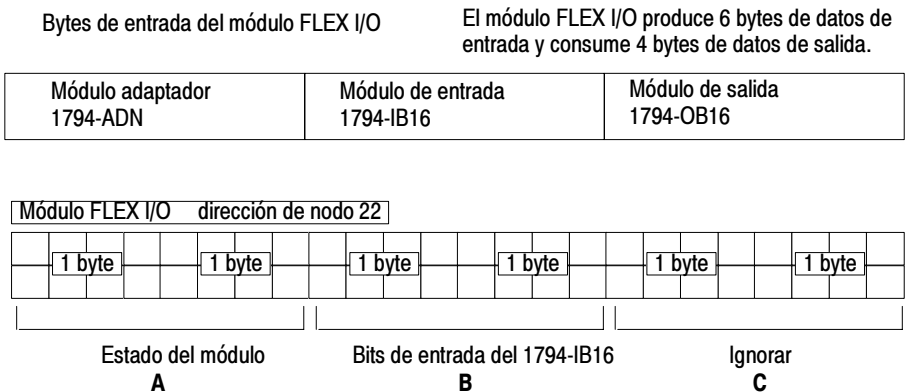 Bytes de entrada del módulo FLEX I/O
El módulo FLEX I/O produce 6 bytes de datos de
entrada y consume 4 bytes de datos de salida.
Módulo adaptador
1794-ADN
Módulo de entrada
1794-IB16
Módulo de salida
1794-OB16
Módulo FLEX I/O dirección de nodo 22
1 byte 1 byte 1 byte 1 byte 1 byte 1 byte
Estado del módulo
A
Bits de entrada del 1794-IB16
B
Ignorar
C